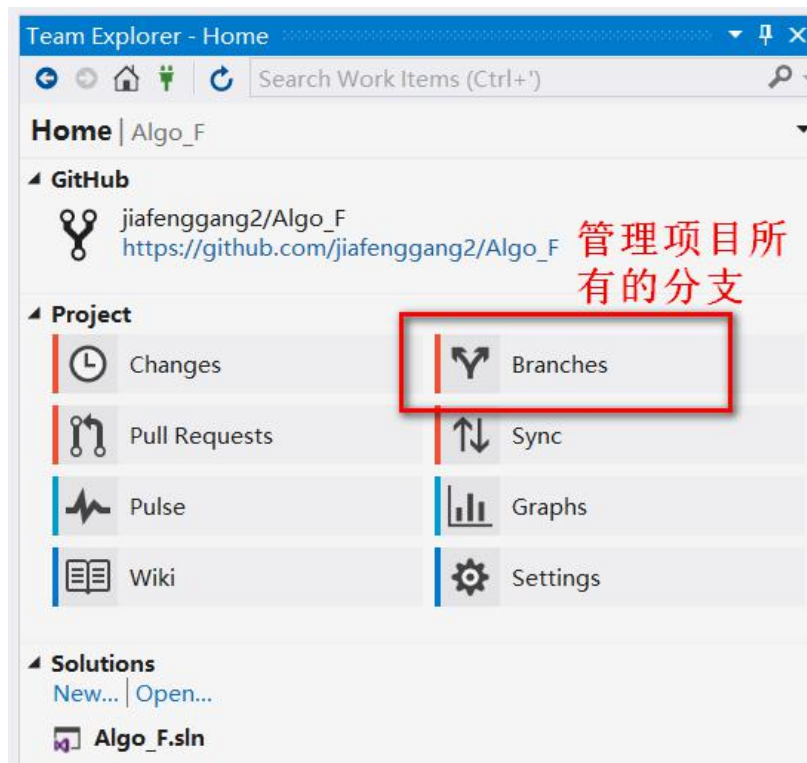 Team Explorer - Home
Search Work Items (Ctrl+')
Home | Algo_F
GitHub
jiafenggang2/Algo_F
https://github.com/jiafenggang2/Algo_F
管理项目所
有的分支
Project
Changes
Branches
Pull Requests
Sync
Pulse
Graphs
Wiki
Settings
Solutions
New... | Open...
Algo_F.sln